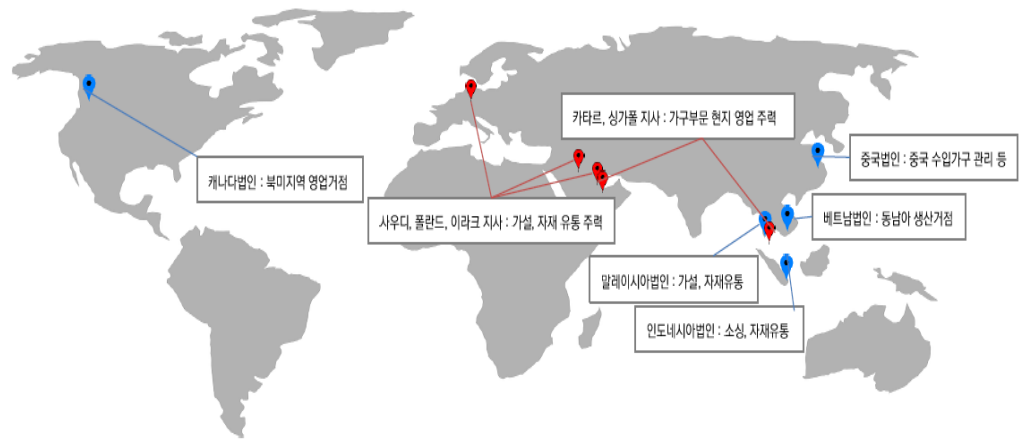 카타르, 싱가폴 지사 : 가구부문 현지 영업 주력
중국법인 : 중국 수입가구 관리 등
캐나다법인 : 북미지역 영업거점
사우디, 폴란드, 이라크 지사 : 가설, 자재 유통 주력
베트남법인 : 동남아 생산거점
말레이시아법인 : 가설, 자재유통
인도네시아법인 : 소싱, 자재유통